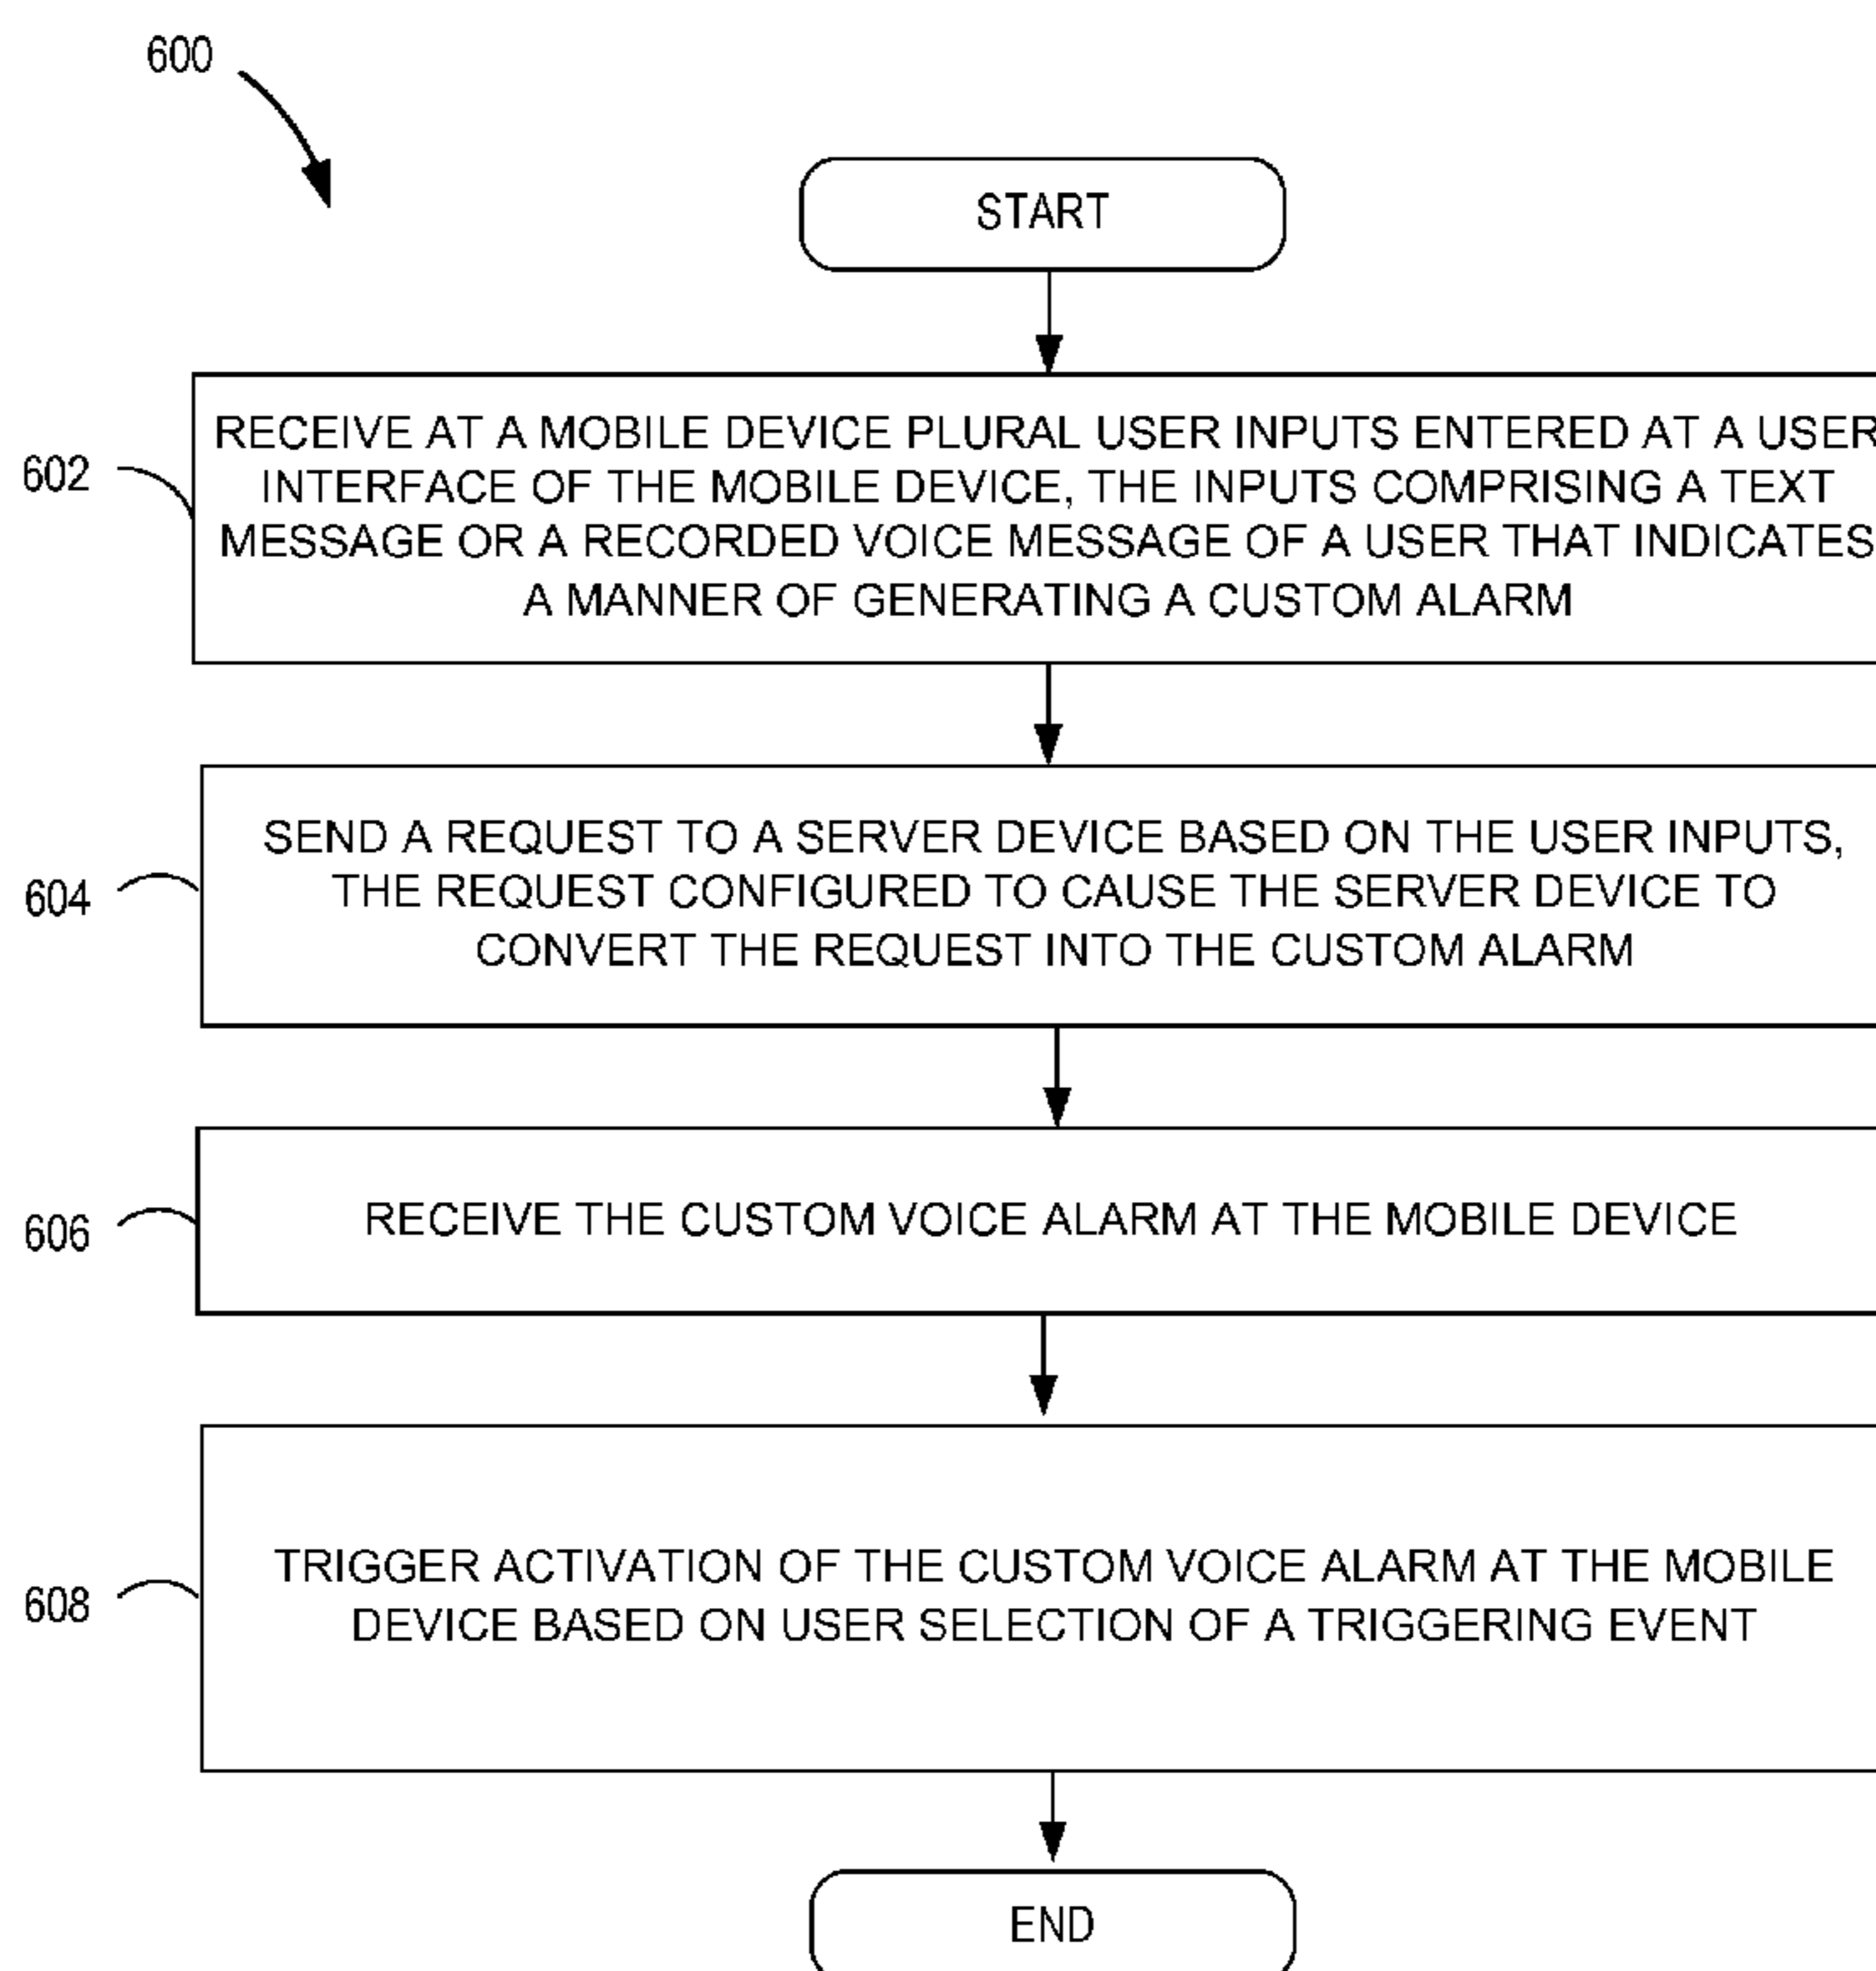 600
START
602
RECEIVE AT A MOBILE DEVICE PLURAL USER INPUTS ENTERED AT A USER
INTERFACE OF THE MOBILE DEVICE, THE INPUTS COMPRISING A TEXT
MESSAGE OR A RECORDED VOICE MESSAGE OF A USER THAT INDICATES
A MANNER OF GENERATING A CUSTOM ALARM
604
SEND A REQUEST TO A SERVER DEVICE BASED ON THE USER INPUTS,
THE REQUEST CONFIGURED TO CAUSE THE SERVER DEVICE TO
CONVERT THE REQUEST INTO THE CUSTOM ALARM
606
RECEIVE THE CUSTOM VOICE ALARM AT THE MOBILE DEVICE
608
TRIGGER ACTIVATION OF THE CUSTOM VOICE ALARM AT THE MOBILE
DEVICE BASED ON USER SELECTION OF A TRIGGERING EVENT
END